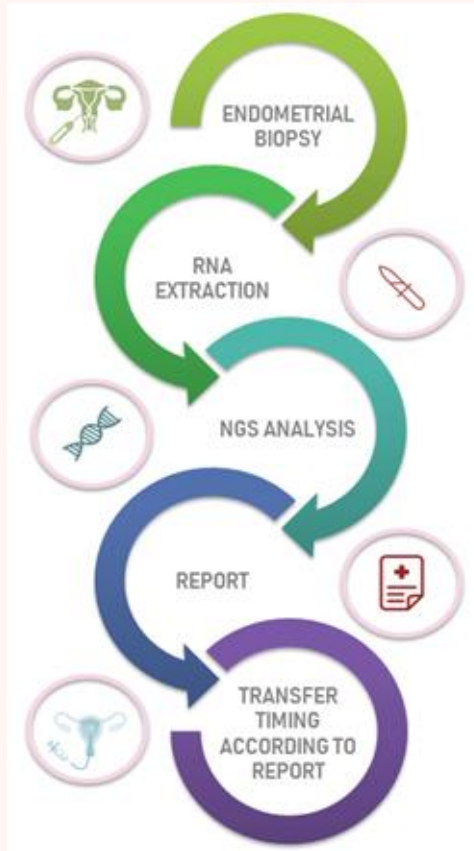 ENDOMETRIAL
BIOPSY
RNA
EXTRACTION
NGS ANALYSIS
REPORT
TRANSFER
TIMING
ACCORDING TO
REPORT